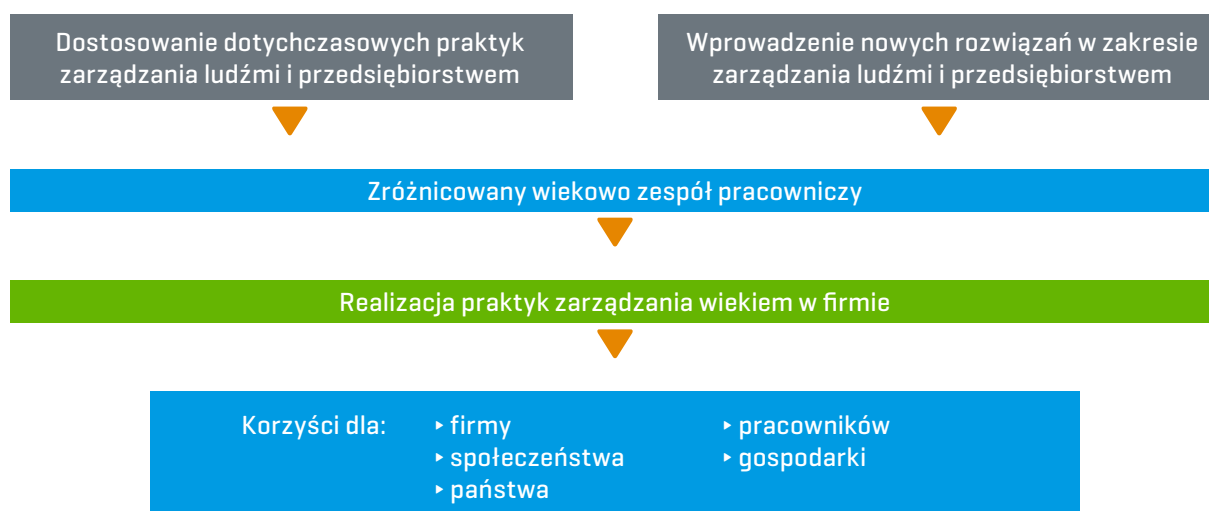 Dostosowanie dotychczasowych praktyk
zarządzania ludźmi i przedsiębiorstwem
Wprowadzenie nowych rozwiązań w zakresie
zarządzania ludźmi i przedsiębiorstwem
Zróżnicowany wiekowo zespół pracowniczy
Realizacja praktyk zarządzania wiekiem w firmie
Korzyści dla:
‣ firmy
‣ społeczeństwa
‣ państwa
‣ pracowników
‣ gospodarki